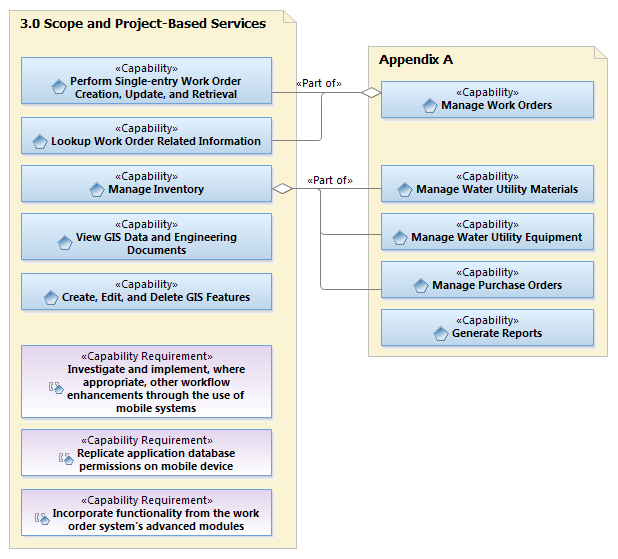 3.0 Scope and Project-Based Services
«Capability»
Perform Single-entry Work Order
Creation, Update, and Retrieval
«Capability»
Lookup Work Order Related Information
«Capability»
Manage Inventory
«Capability»
View GIS Data and Engineering
Documents
«Capability»
Create, Edit, and Delete GIS Features
«Capability Requirement»
Investigate and implement, where
appropriate, other workflow
enhancements through the use of
mobile systems
«Capability Requirement»
Replicate application database
permissions on mobile device
«Capability Requirement»
Incorporate functionality from the work
order system's advanced modules
«Part of»
«Part of»
Appendix A
«Capability»
Manage Work Orders
«Capability»
Manage Water Utility Materials
«Capability»
Manage Water Utility Equipment
«Capability»
Manage Purchase Orders
«Capability»
Generate Reports